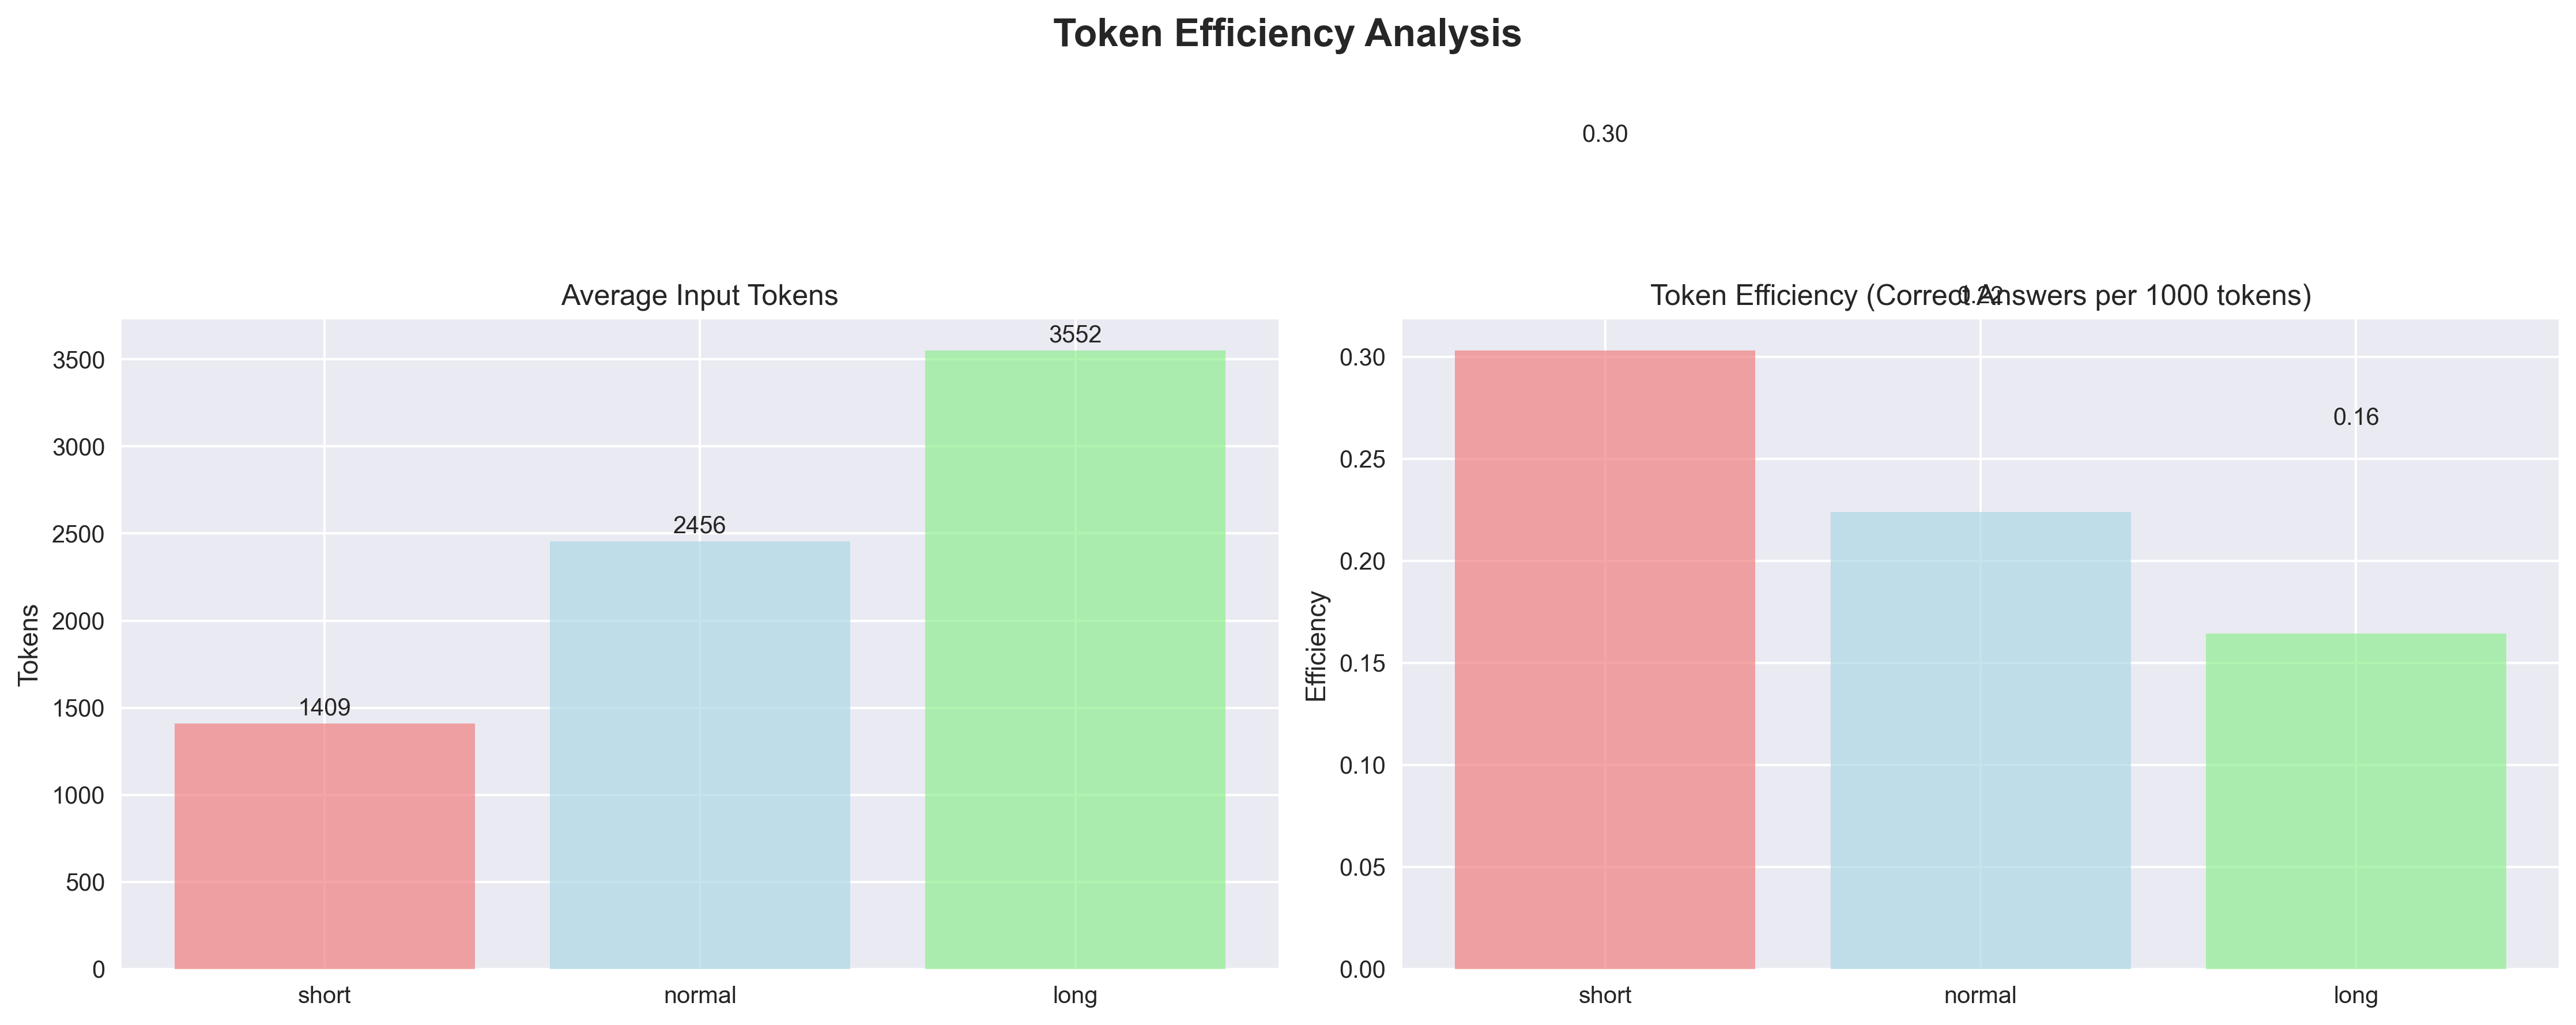 Token Efficiency Analysis
Average Input Tokens
Tokens
3500
3000
2500
2000
1500
1000
500
0
1409
2456
3552
short
normal
long
0.30
Token Efficiency (Correct Answers per 1000 tokens)
0.22
0.16
Efficiency
0.30
0.25
0.20
0.15
0.10
0.05
0.00
short
normal
long